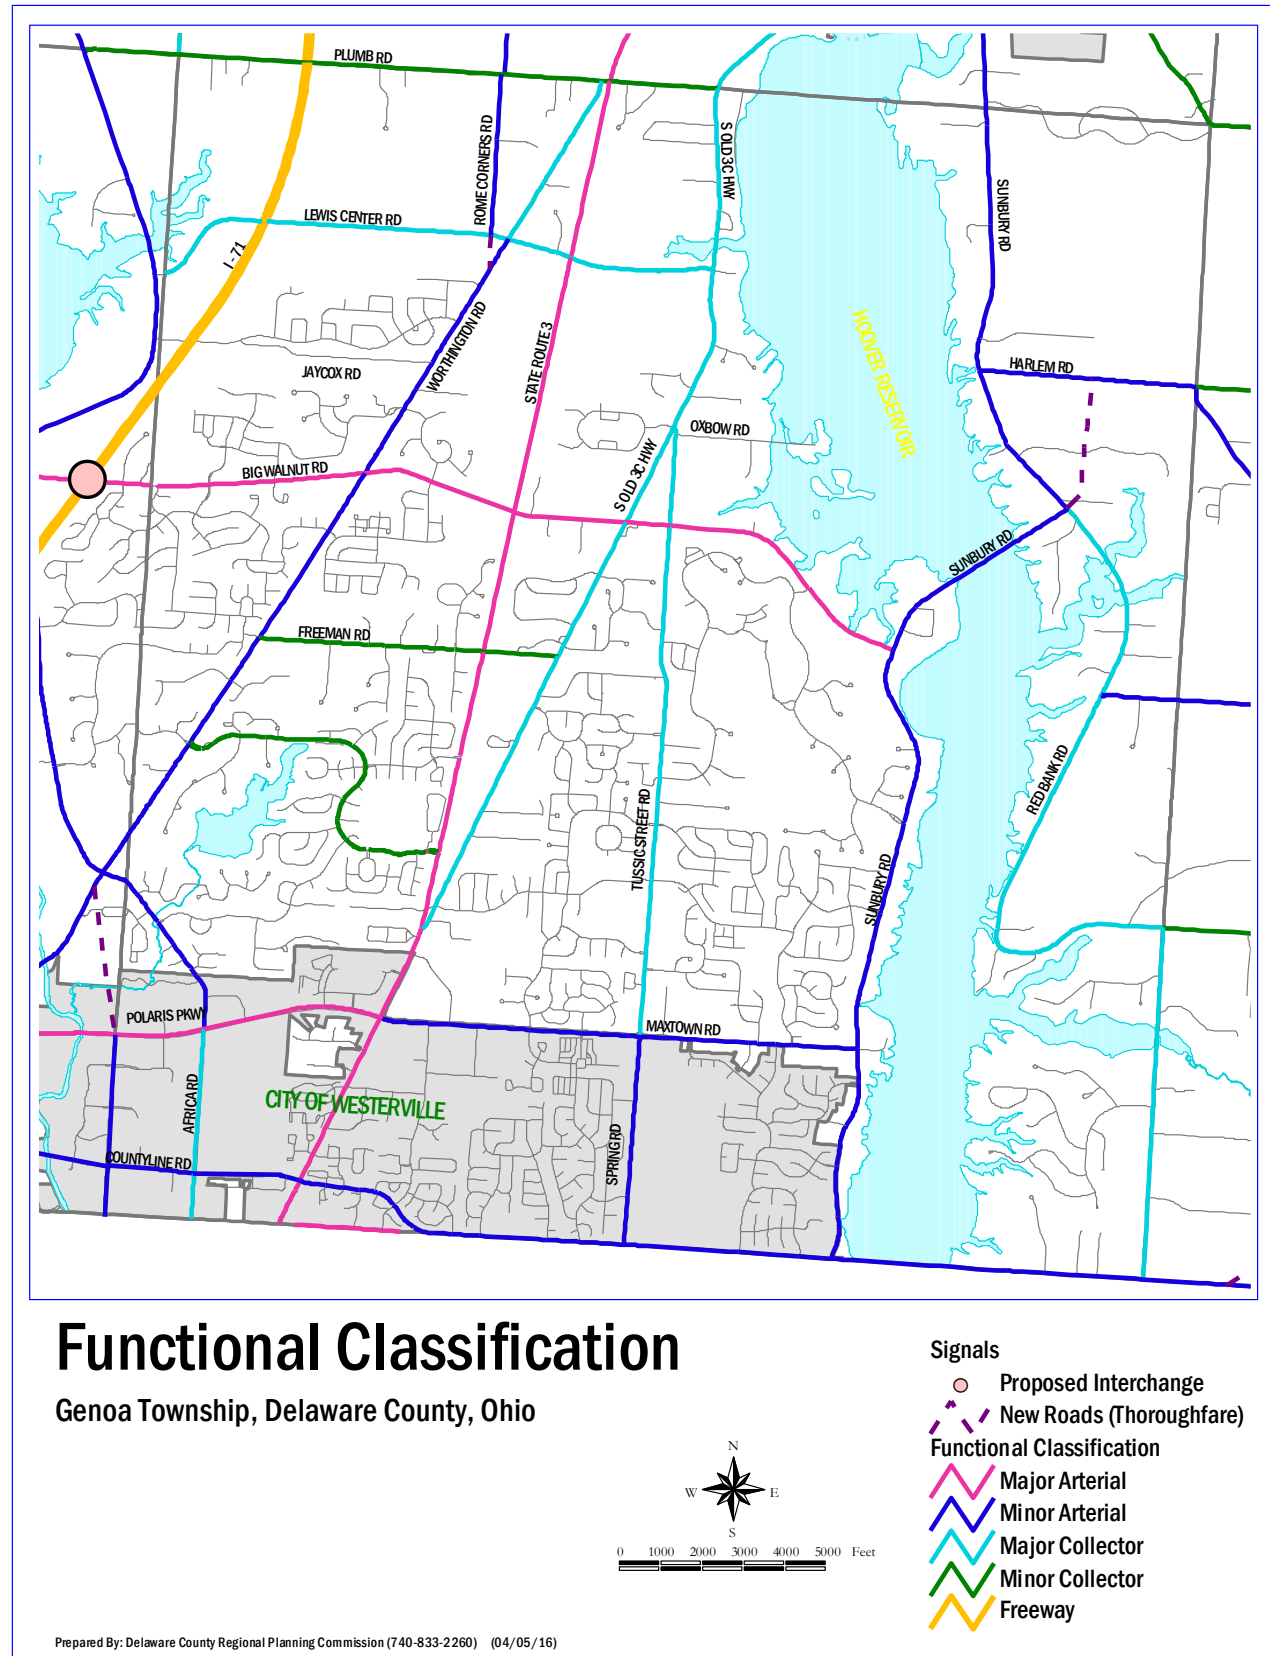 PLUMB RD
ROME CORNERS RD
S OLD 3C HWY
SUNBURY RD
LEWIS CENTER RD
I - 71
WORTHINGTON RD
STATE ROUTE 3
HOOVER RESERVOIR
JAYCOX RD
HARLEM RD
OXBOW RD
S OLD 3C HWY
BIG WALNUT RD
SUNBURY RD
FREEMAN RD
RED BANK RD
TUSSIC STREET RD
SUNBURY RD
POLARIS PKWY
MAXTOWN RD
AFRICA RD
CITY OF WESTERVILLE
SPRING RD
COUNTYLINE RD
Functional Classification
Genoa Township, Delaware County, Ohio
N
W
E
S
0 1000 2000 3000 4000 5000 Feet
Signals
Proposed Interchange
New Roads (Thoroughfare)
Functional Classification
Major Arterial
Minor Arterial
Major Collector
Minor Collector
Freeway
Prepared By: Delaware County Regional Planning Commission (740-833-2260) (04/05/16)